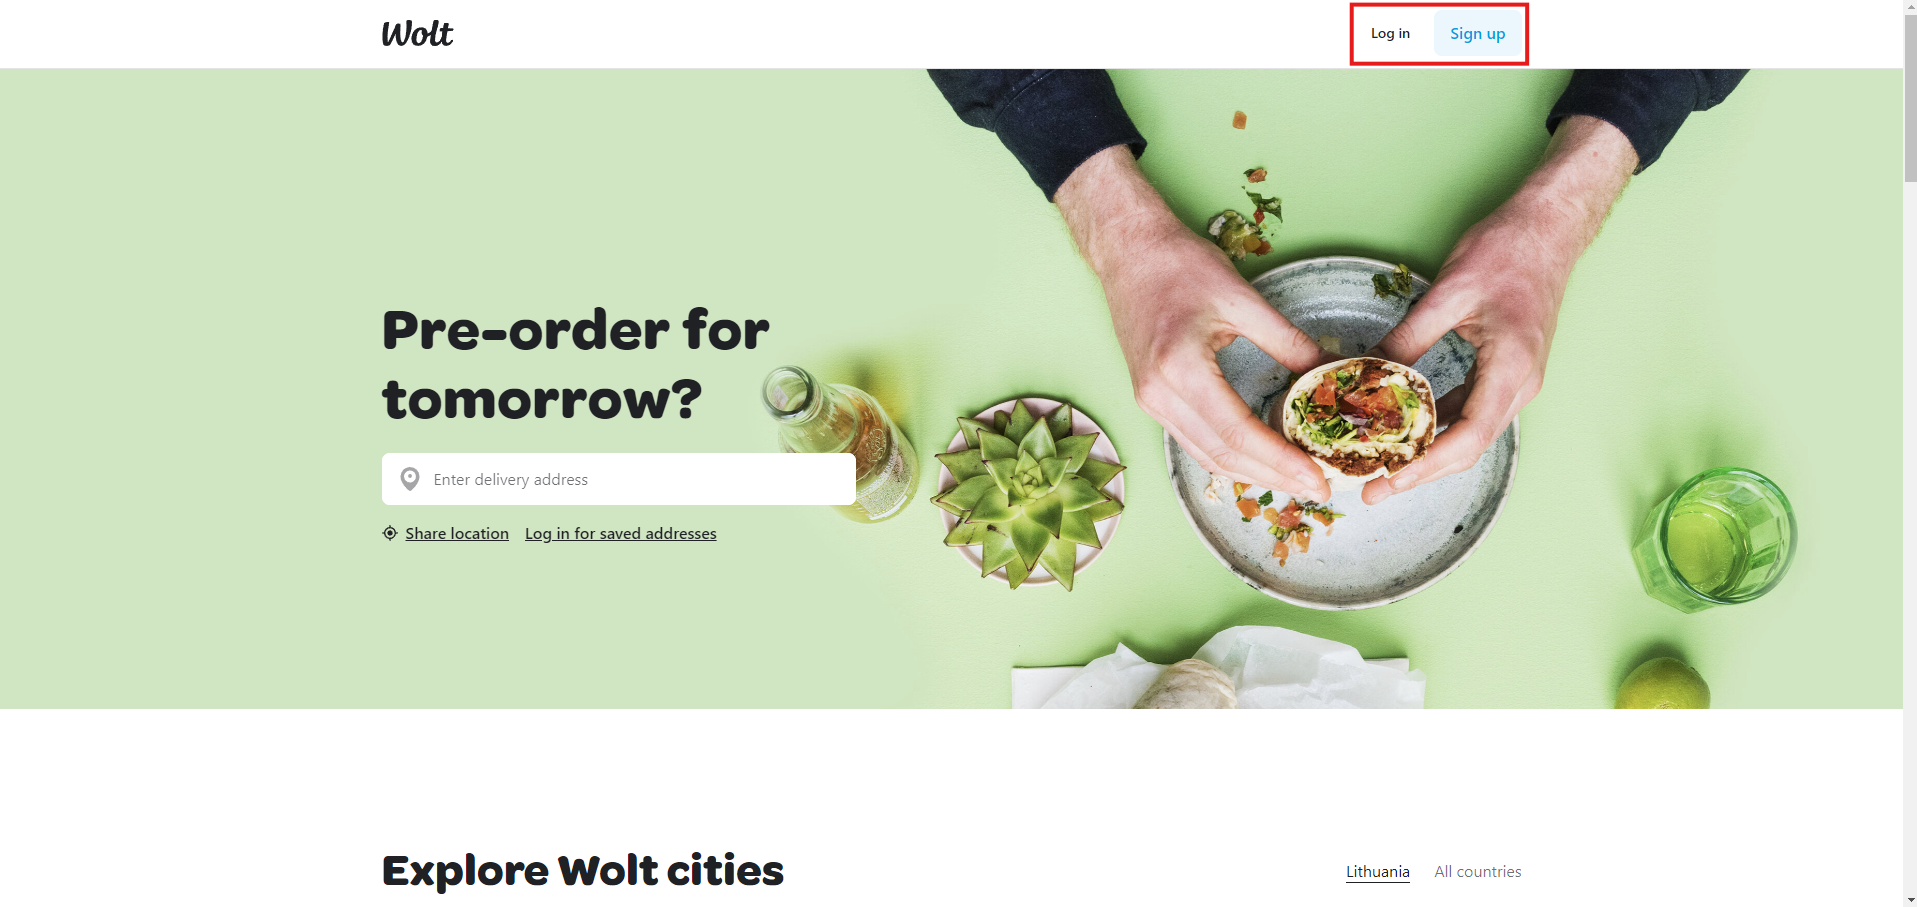 Wolt
Log in
Sign up
Pre-order for
tomorrow?
Enter delivery address
Share location
Log in for saved addresses
Explore Wolt cities
Lithuania
All countries